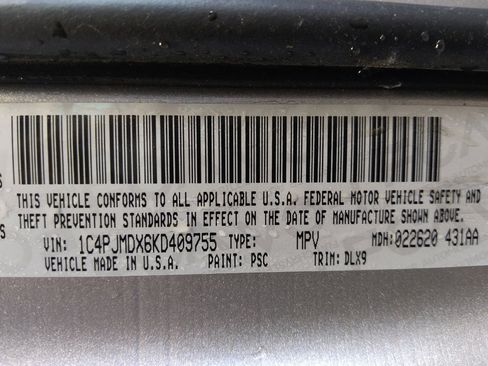 THIS VEHICLE CONFORMS TO ALL APPLICABLE U.S.A. FEDERAL MOTOR VEHICLE SAFETY AND
THEFT PREVENTION STANDARDS IN EFFECT ON THE DATE OF MANUFACTURE SHOWN ABOVE.
VIN: 1C4PJMDX6KD409755 TYPE: MPV MDH:022620 431AA
VEHICLE MADE IN U.S.A. PAINT: PSC TRIM: DLX9